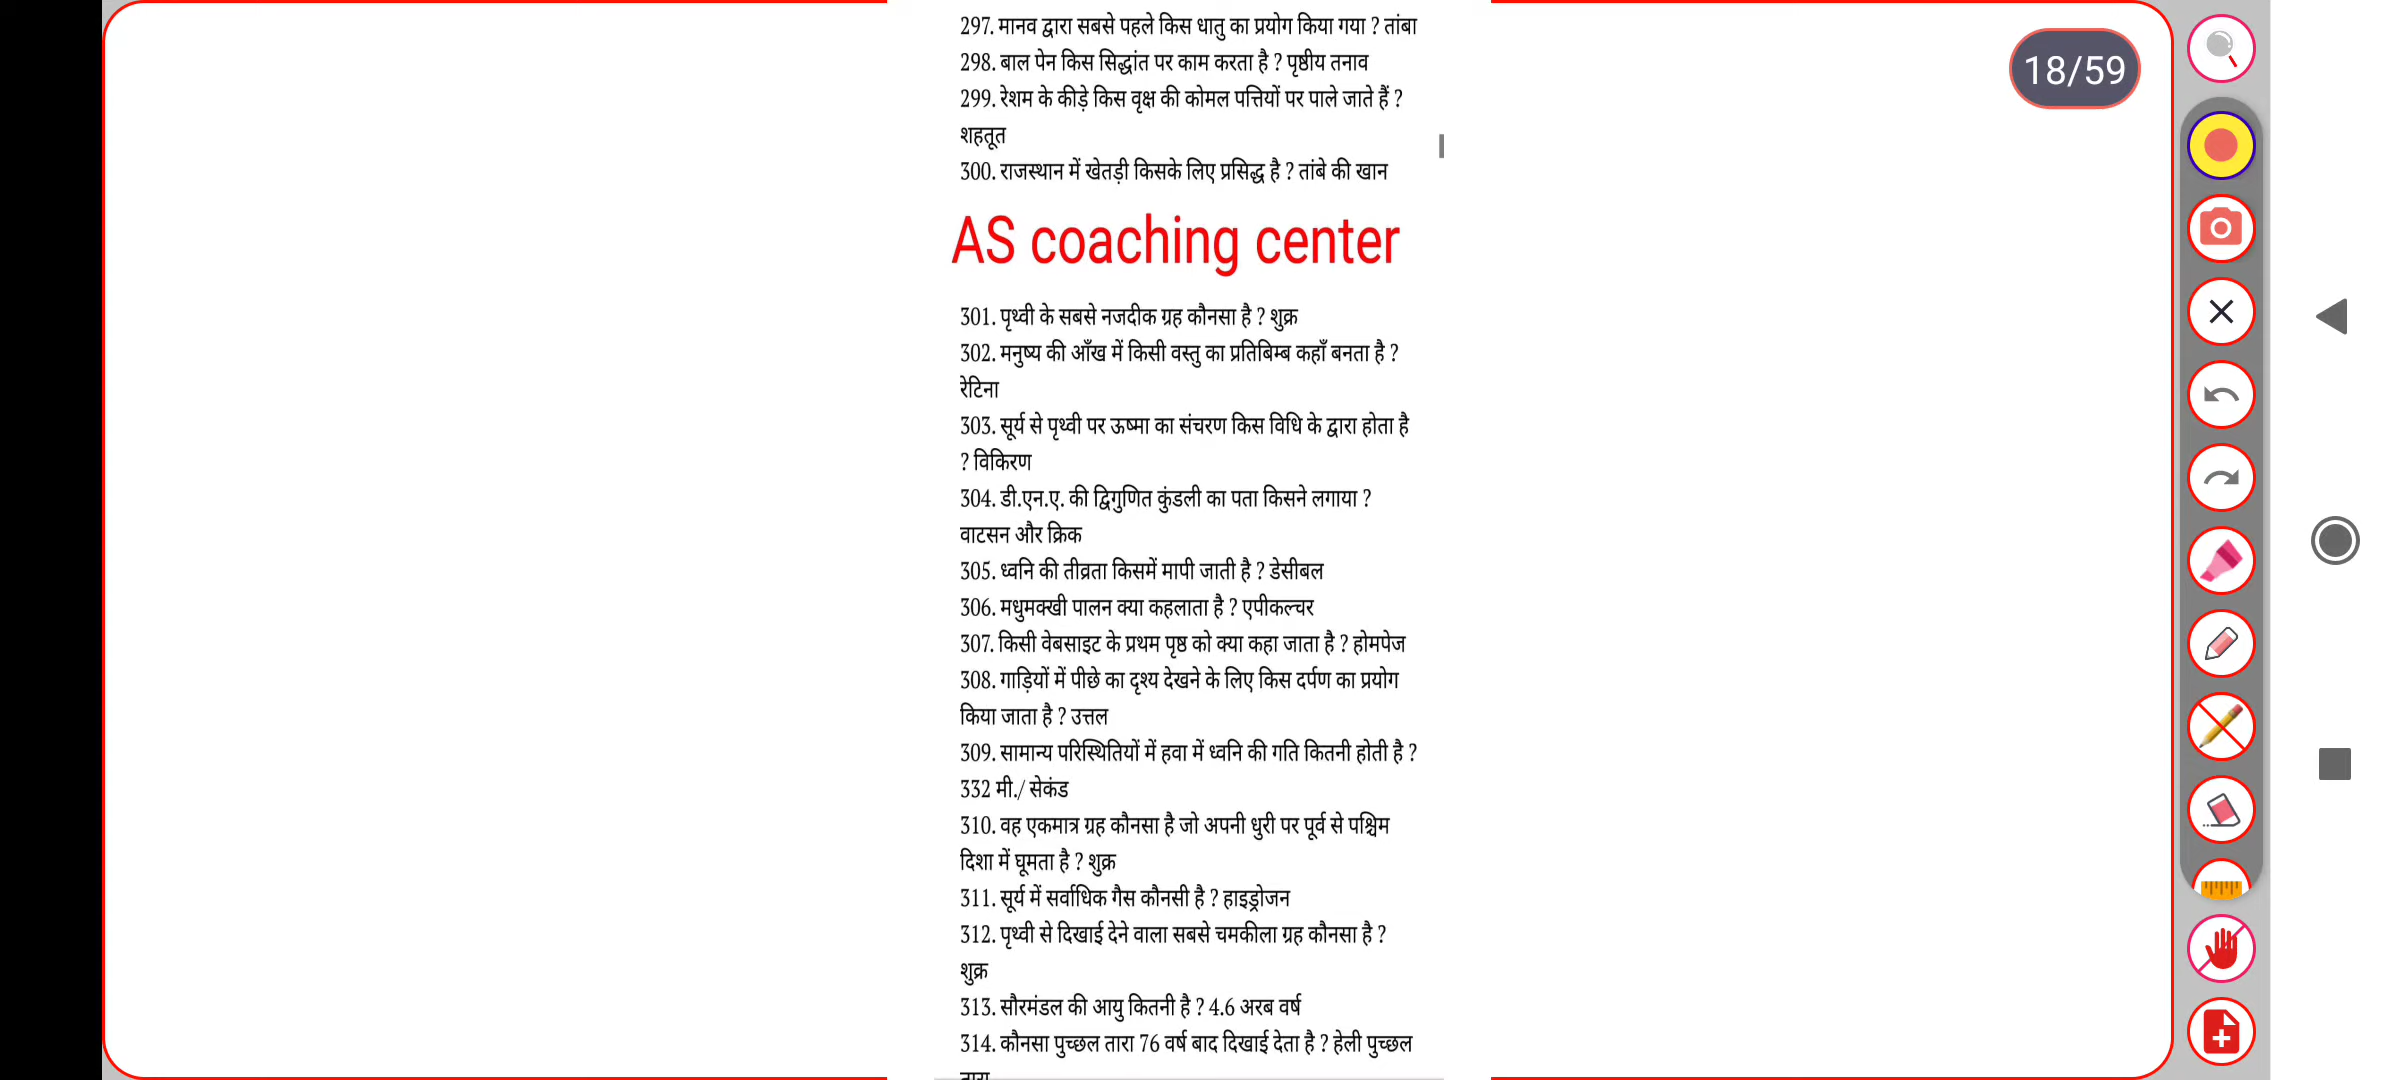 297. मानव द्वारा सबसे पहले किस धातु का प्रयोग किया गया ? तांबा
298. बाल पेन किस सिद्धांत पर काम करता है ? पृष्ठीय तनाव
299. रेशम के कीड़े किस वृक्ष की कोमल पत्तियों पर पाले जाते हैं ?
शहतूत
300. राजस्थान में खेतड़ी किसके लिए प्रसिद्ध है ? तांबे की खान
18/59
AS coaching center
301. पृथ्वी के सबसे नजदीक ग्रह कौनसा है ? शुक्र
302. मनुष्य की आँख में किसी वस्तु का प्रतिबिम्ब कहाँ बनता है ?
रेटिना
303. सूर्य से पृथ्वी पर ऊष्मा का संचरण किस विधि के द्वारा होता है
? विकिरण
304. डी.एन.ए. की द्विगुणित कुंडली का पता किसने लगाया ?
वाटसन और क्रिक
305. ध्वनि की तीव्रता किसमें मापी जाती है ? डेसीबल
306. मधुमक्खी पालन क्या कहलाता है ? एपीकल्चर
307. किसी वेबसाइट के प्रथम पृष्ठ को क्या कहा जाता है ? होमपेज
308. गाड़ियों में पीछे का दृश्य देखने के लिए किस दर्पण का प्रयोग
किया जाता है ? उत्तल
309. सामान्य परिस्थितियों में हवा में ध्वनि की गति कितनी होती है ?
332 मी./ सेकंड
310. वह एकमात्र ग्रह कौनसा है जो अपनी धुरी पर पूर्व से पश्चिम
दिशा में घूमता है ? शुक्र
311. सूर्य में सर्वाधिक गैस कौनसी है ? हाइड्रोजन
312. पृथ्वी से दिखाई देने वाला सबसे चमकीला ग्रह कौनसा है ?
शुक्र
313. सौरमंडल की आयु कितनी है ? 4.6 अरब वर्ष
314. कौनसा पुच्छल तारा 76 वर्ष बाद दिखाई देता है ? हेली पुच्छल